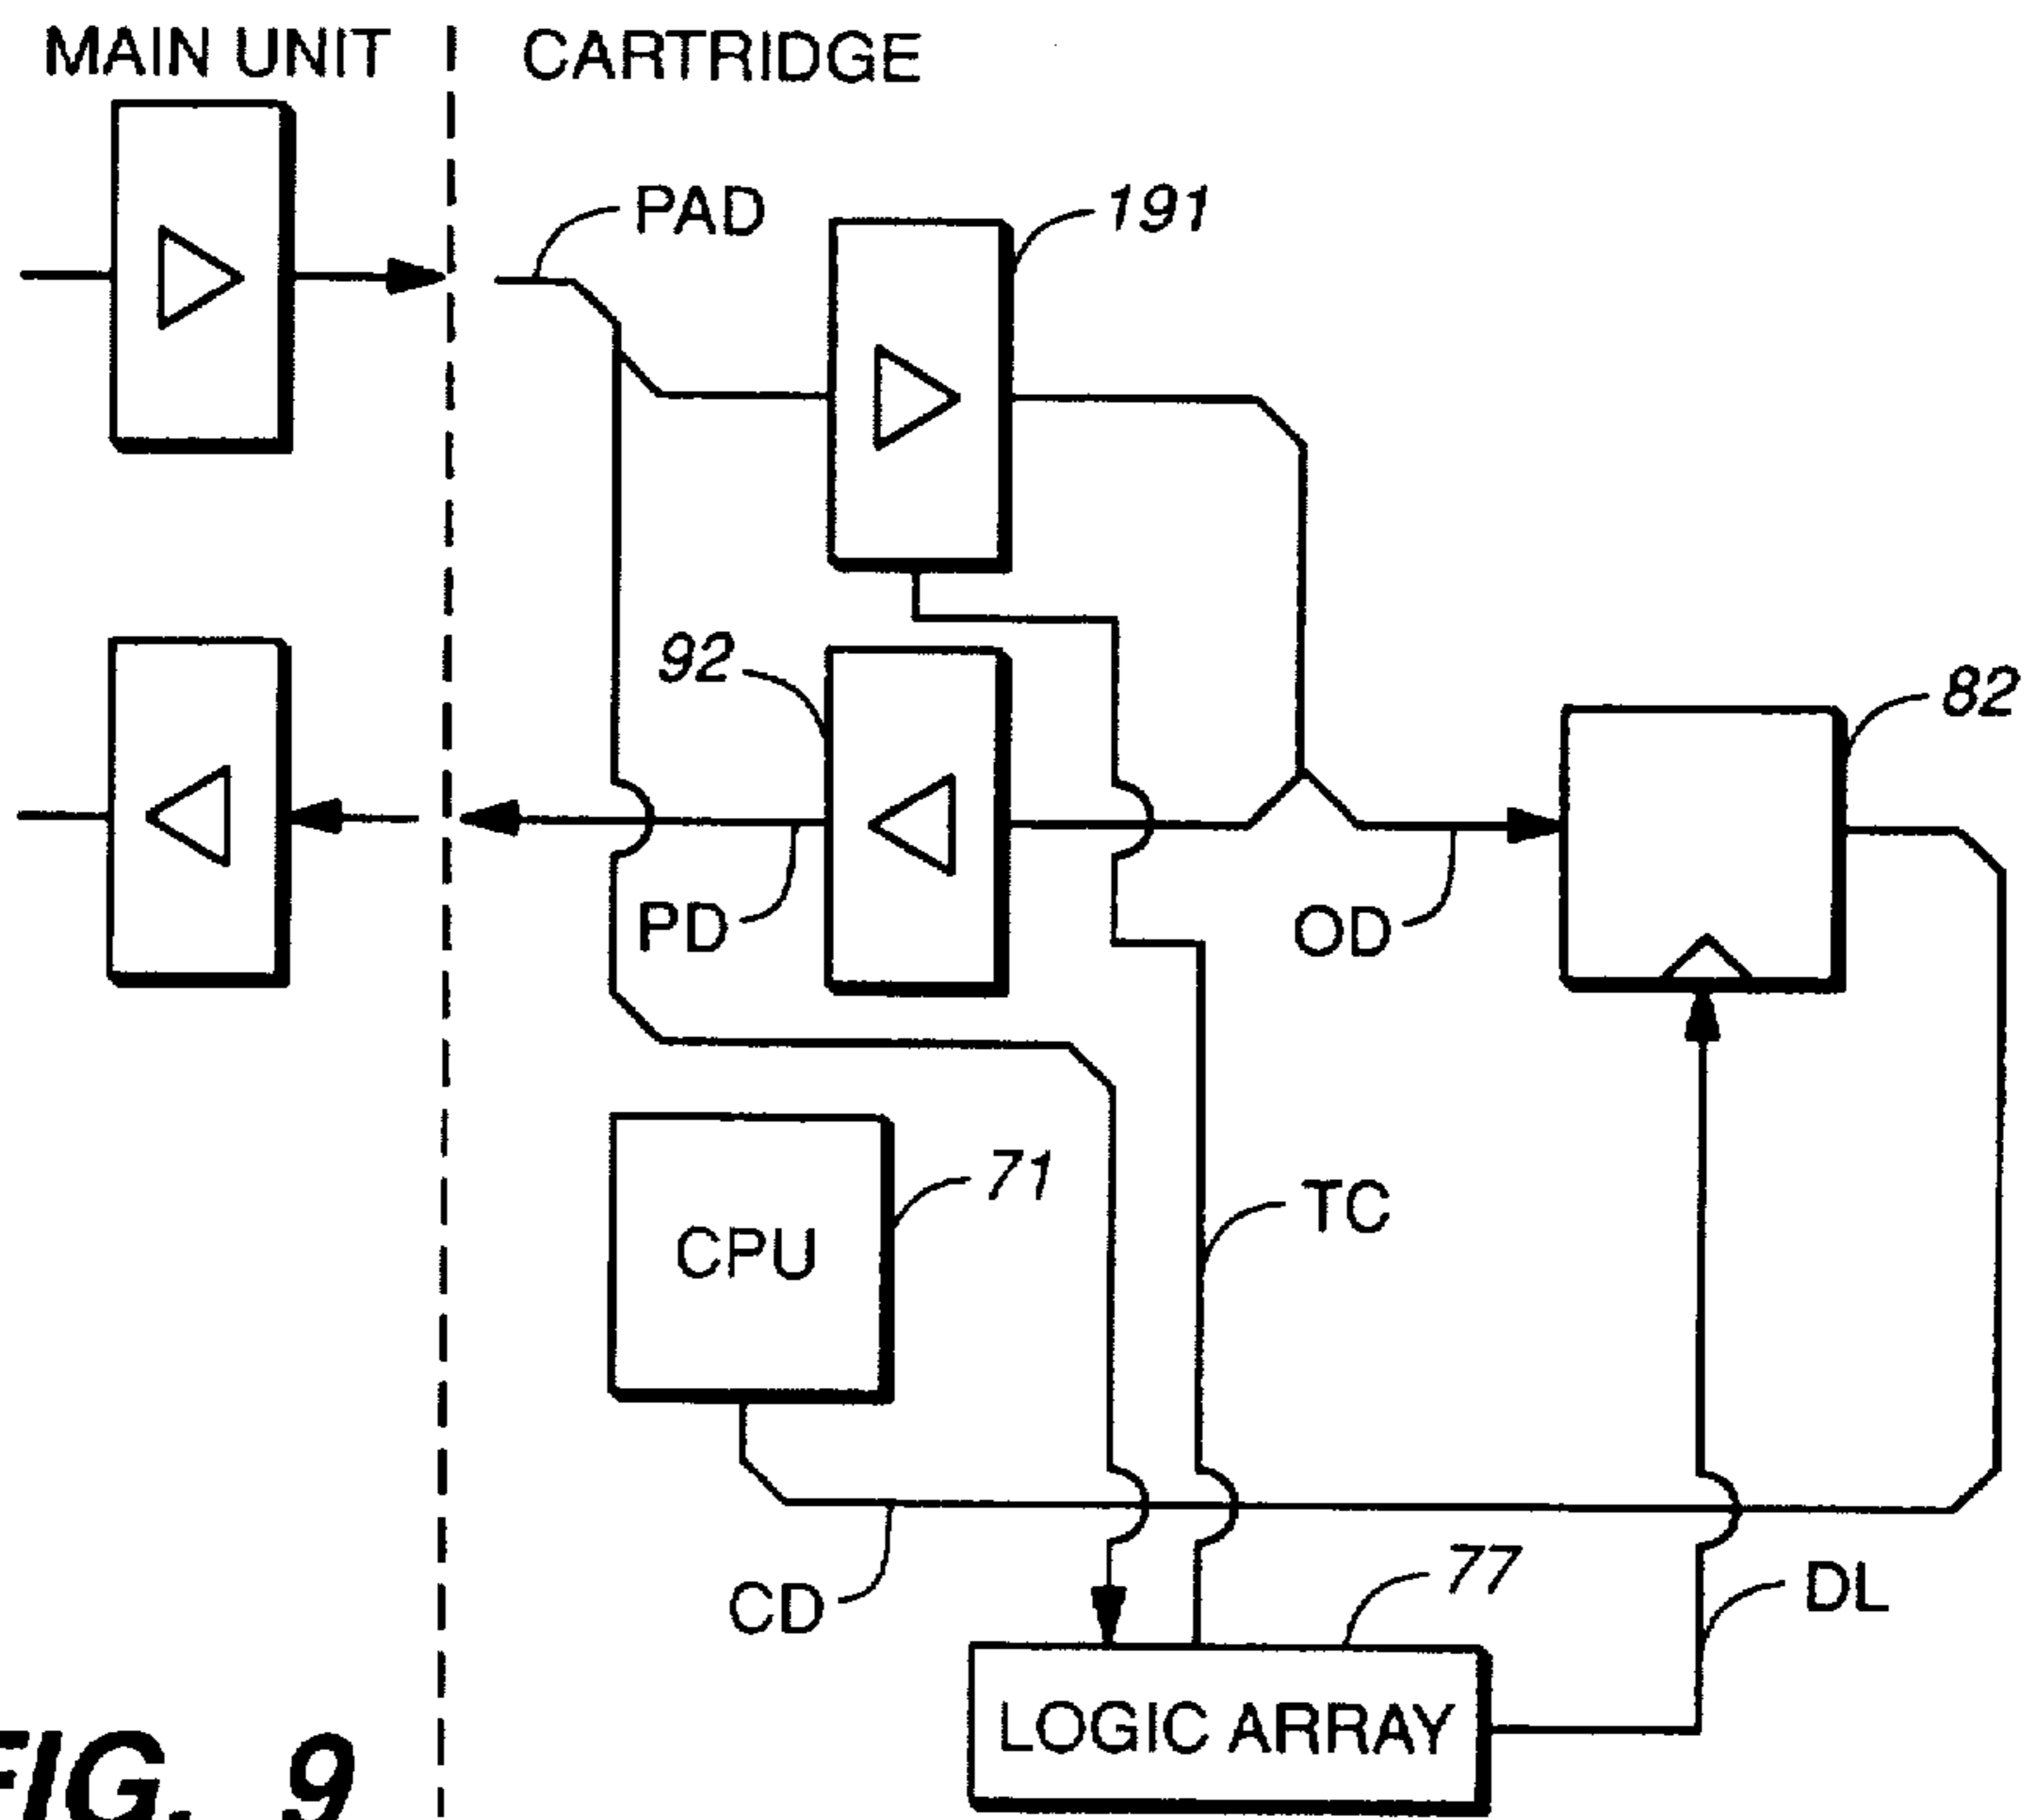 MAIN UNIT
CARTRIDGE
PAD
191
92
82
PD
OD
71
CPU
TC
CD
77
DL
LOGIC ARRAY
FIG. 9